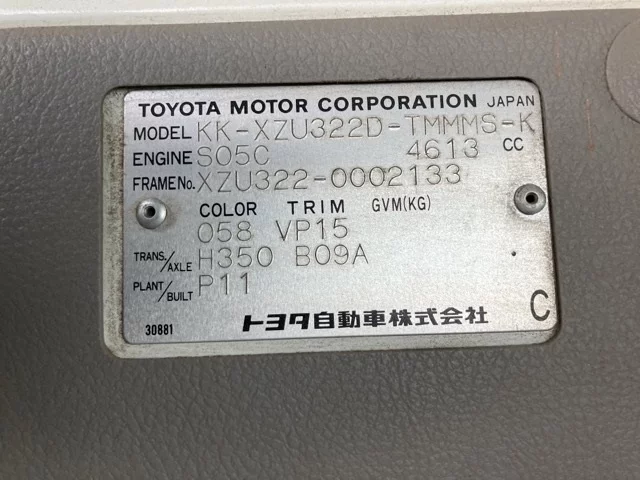 TOYOTA MOTOR CORPORATION JAPAN
MODEL KK-XZU322D-TMMMS-K
ENGINE S05C 4613 CC
FRAME No. XZU322-0002133
COLOR TRIM GVM(KG)
058 VP15
TRANS./AXLE H350 B09A
PLANT/BUILT P11
30881 トヨタ自動車株式会社 C